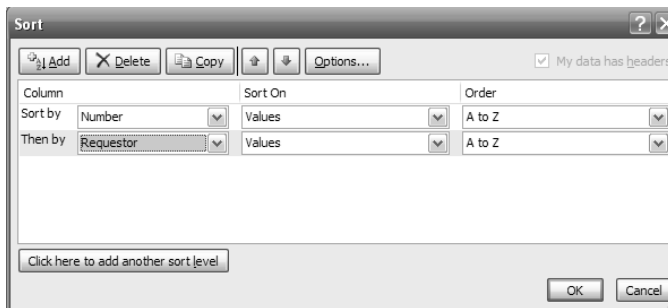 Sort
Add Delete Copy Options... My data has headers
Column Sort On Order
Sort by Number Values A to Z
Then by Requestor Values A to Z
Click here to add another sort level
OK Cancel